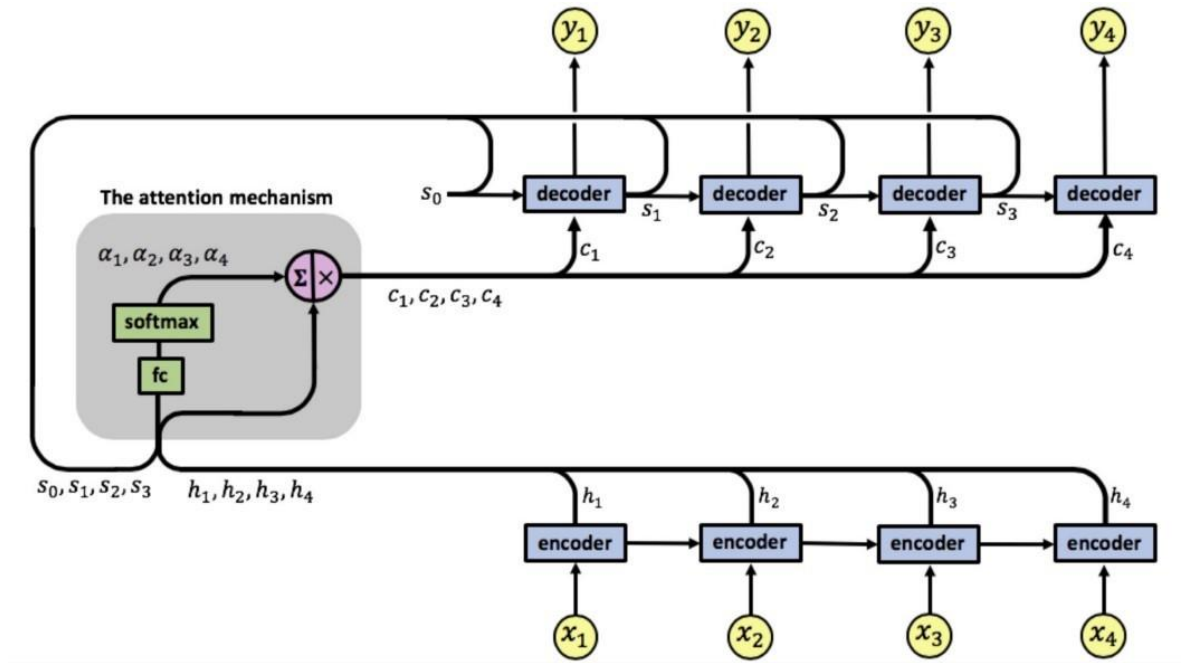 y₁ y₂ y₃ y₄
The attention mechanism
s₀ decoder s₁ decoder s₂ decoder s₃ decoder
α₁, α₂, α₃, α₄
c₁ c₂ c₃ c₄
Σ ×
c₁, c₂, c₃, c₄
softmax
fc
s₀, s₁, s₂, s₃ h₁, h₂, h₃, h₄
h₁ h₂ h₃ h₄
encoder encoder encoder encoder
x₁ x₂ x₃ x₄